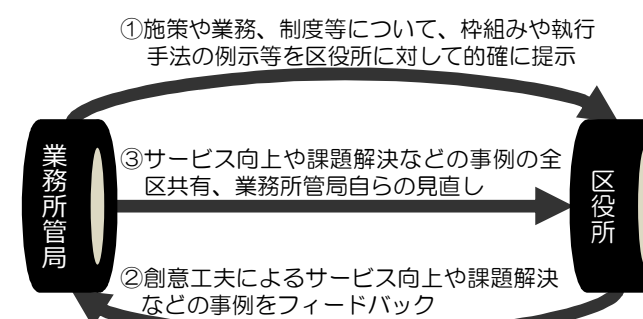 ①施策や業務、制度等について、枠組みや執行
手法の例示等を区役所に対して的確に提示
業務所管局
③サービス向上や課題解決などの事例の全
区共有、業務所管局自らの見直し
区役所
②創意工夫によるサービス向上や課題解決
などの事例をフィードバック